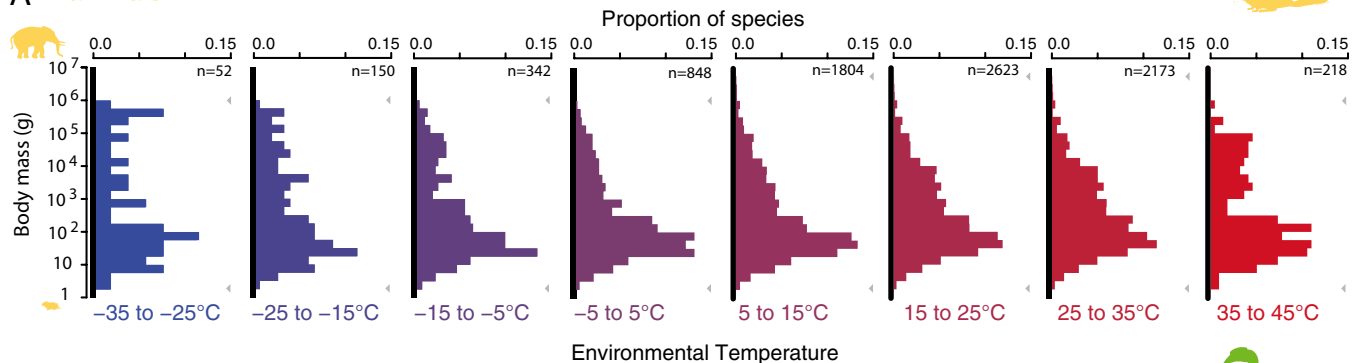 Proportion of species
0.0 0.15 0.0 0.15 0.0 0.15 0.0 0.15 0.0 0.15 0.0 0.15 0.0 0.15 0.0 0.15
n=52 n=150 n=342 n=848 n=1804 n=2623 n=2173 n=218
Body mass (g)
10⁷
10⁶
10⁵
10⁴
10³
10²
10
1
−35 to −25°C −25 to −15°C −15 to −5°C −5 to 5°C 5 to 15°C 15 to 25°C 25 to 35°C 35 to 45°C
Environmental Temperature